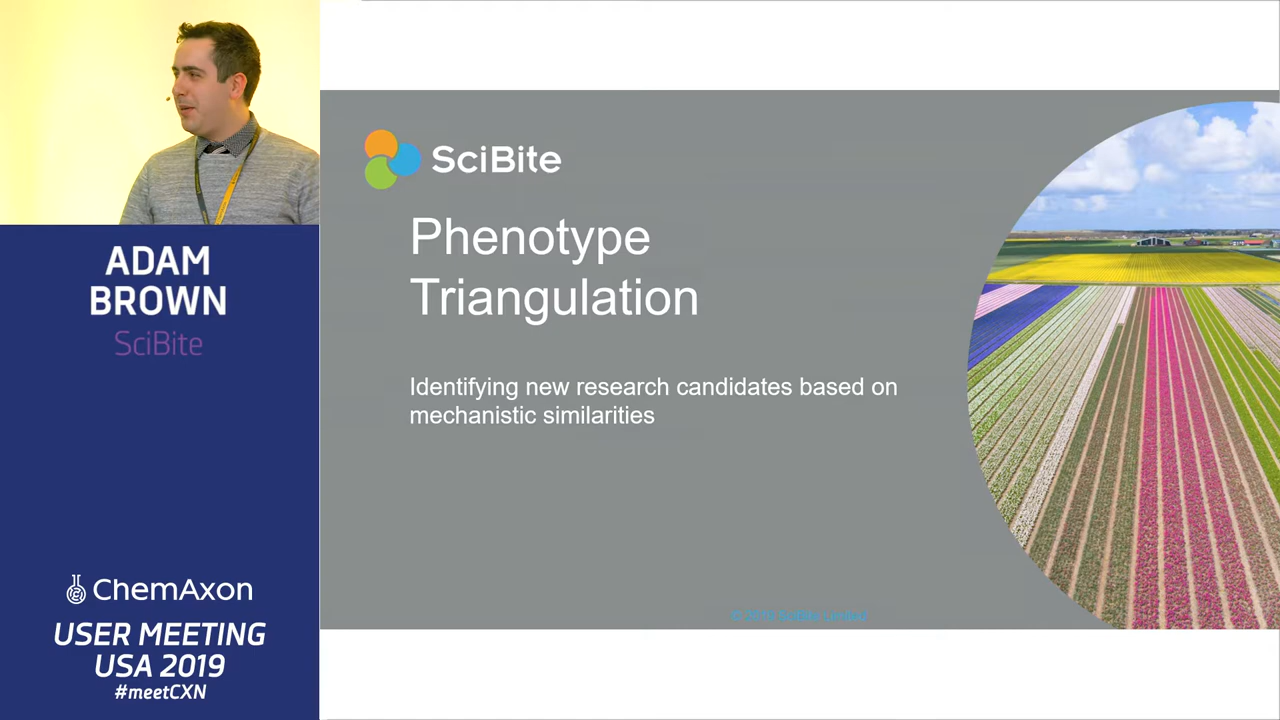 ADAM
BROWN
SciBite
ChemAxon
USER MEETING
USA 2019
#meetCXN
SciBite
Phenotype
Triangulation
Identifying new research candidates based on
mechanistic similarities